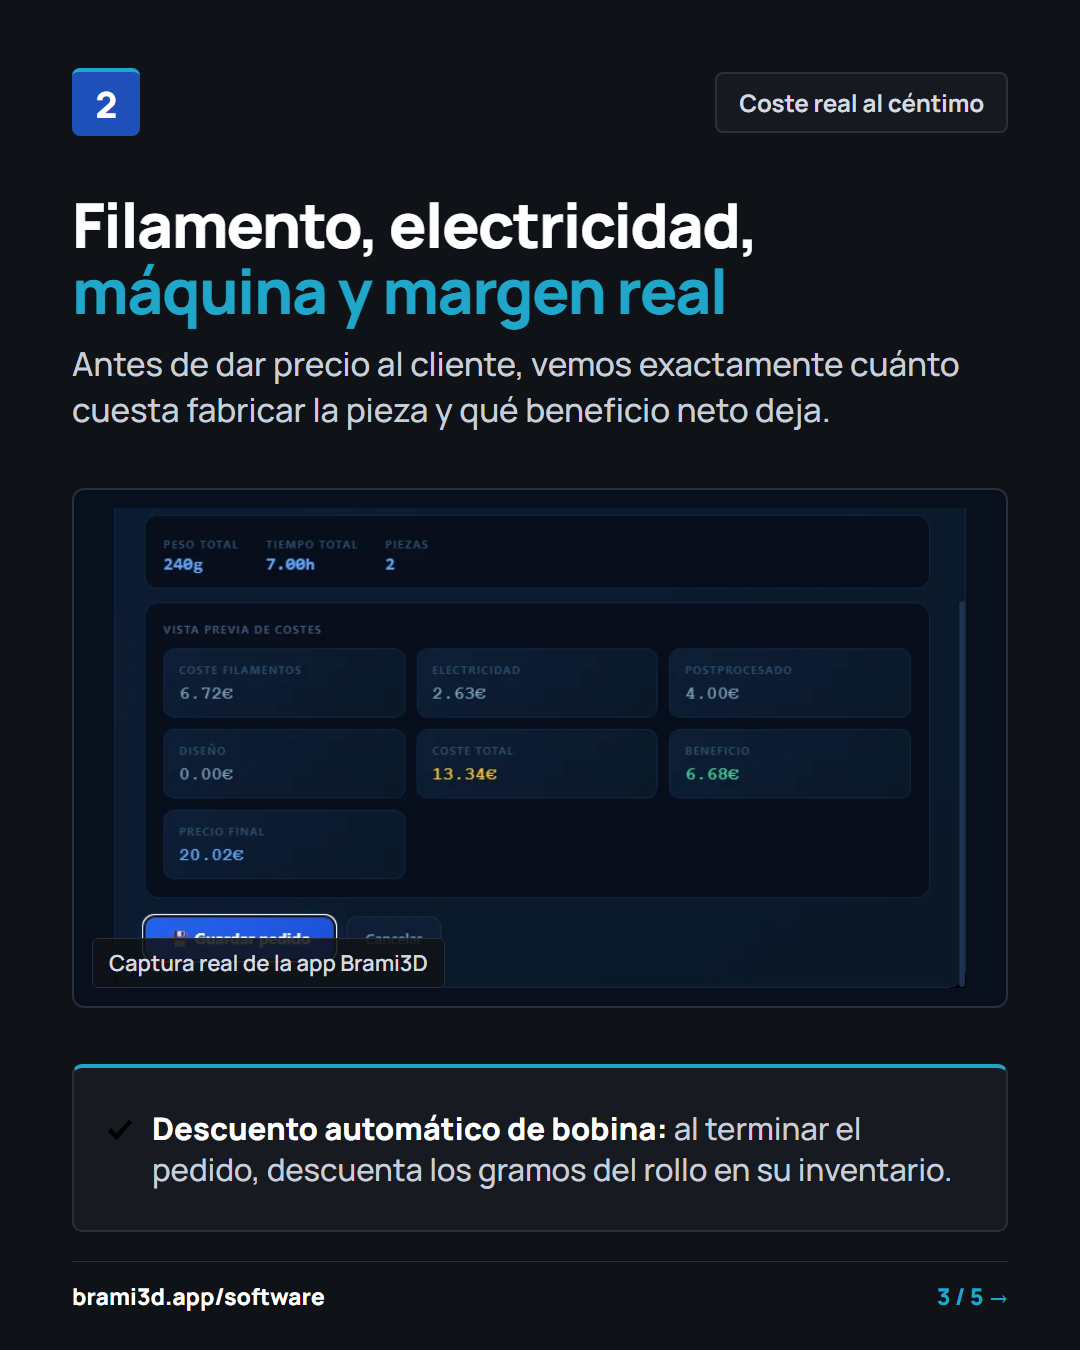 2
Coste real al céntimo
Filamento, electricidad,
máquina y margen real
Antes de dar precio al cliente, vemos exactamente cuánto
cuesta fabricar la pieza y qué beneficio neto deja.
PESO TOTAL TIEMPO TOTAL PIEZAS
240g 7.00h 2
VISTA PREVIA DE COSTES
COSTE FILAMENTOS ELECTRICIDAD POSTPROCESADO
6.72€ 2.63€ 4.00€
DISEÑO COSTE TOTAL BENEFICIO
0.00€ 13.34€ 6.68€
PRECIO FINAL
20.02€
Guardar pedido Cancelar
Captura real de la app Brami3D
Descuento automático de bobina: al terminar el
pedido, descuenta los gramos del rollo en su inventario.
brami3d.app/software 3 / 5 →